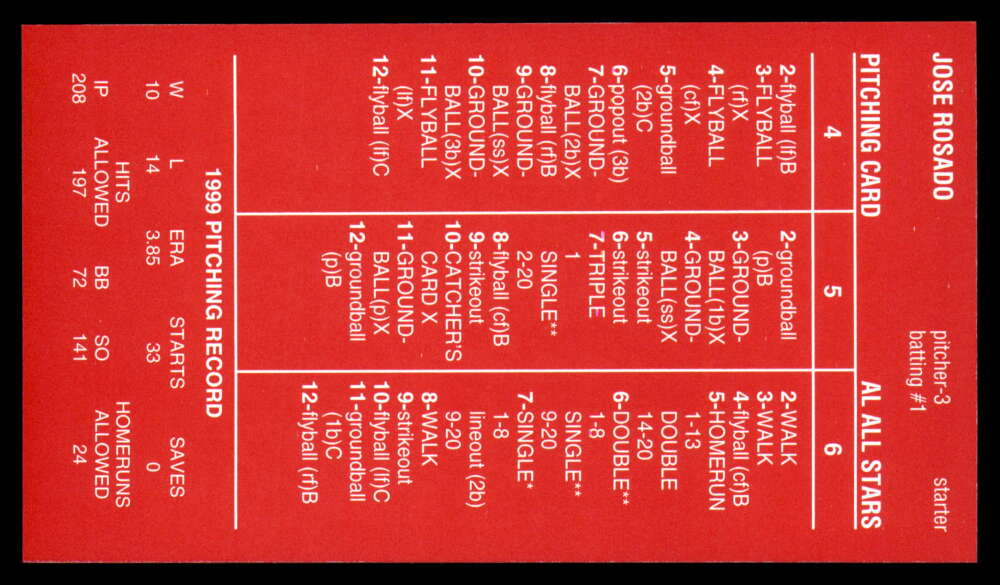 JOSE ROSADO
pitcher-3
batting #1
starter
PITCHING CARD
AL ALL STARS
4
2-flyball (lf)B
3-FLYBALL
(rf)X
4-FLYBALL
(cf)X
5-groundball
(2b)C
6-popout (3b)
7-GROUND-
BALL(2b)X
8-flyball (rf)B
9-GROUND-
BALL(ss)X
10-GROUND-
BALL(3b)X
11-FLYBALL
(lf)X
12-flyball (lf)C
5
2-groundball
(p)B
3-GROUND-
BALL(1b)X
4-GROUND-
BALL(ss)X
5-strikeout
6-strikeout
7-TRIPLE
1
SINGLE**
2-20
8-flyball (cf)B
9-strikeout
10-CATCHER'S
CARD X
11-GROUND-
BALL(p)X
12-groundball
(p)B
6
2-WALK
3-WALK
4-flyball (cf)B
5-HOMERUN
1-13
DOUBLE
14-20
6-DOUBLE**
1-8
SINGLE**
9-20
7-SINGLE*
1-8
lineout (2b)
9-20
8-WALK
9-strikeout
10-flyball (lf)C
11-groundball
(1b)C
12-flyball (rf)B
1999 PITCHING RECORD
W L ERA STARTS SAVES
10 14 3.85 33 0
HITS HOMERUNS
IP ALLOWED BB SO ALLOWED
208 197 72 141 24